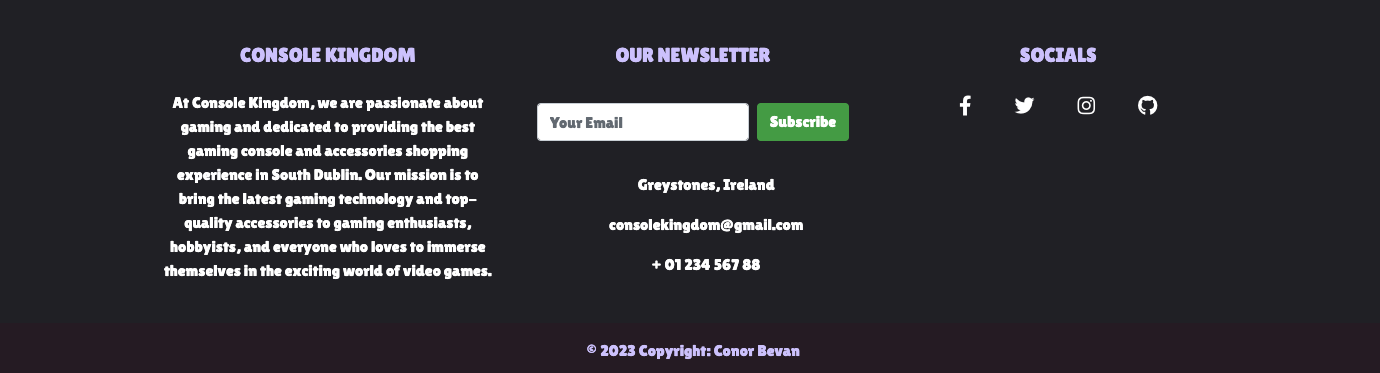 CONSOLE KINGDOM
At Console Kingdom, we are passionate about
gaming and dedicated to providing the best
gaming console and accessories shopping
experience in South Dublin. Our mission is to
bring the latest gaming technology and top-
quality accessories to gaming enthusiasts,
hobbyists, and everyone who loves to immerse
themselves in the exciting world of video games.
OUR NEWSLETTER
Your Email
Subscribe
Greystones, Ireland
consolekingdom@gmail.com
+ 01 234 567 88
SOCIALS
© 2023 Copyright: Conor Bevan